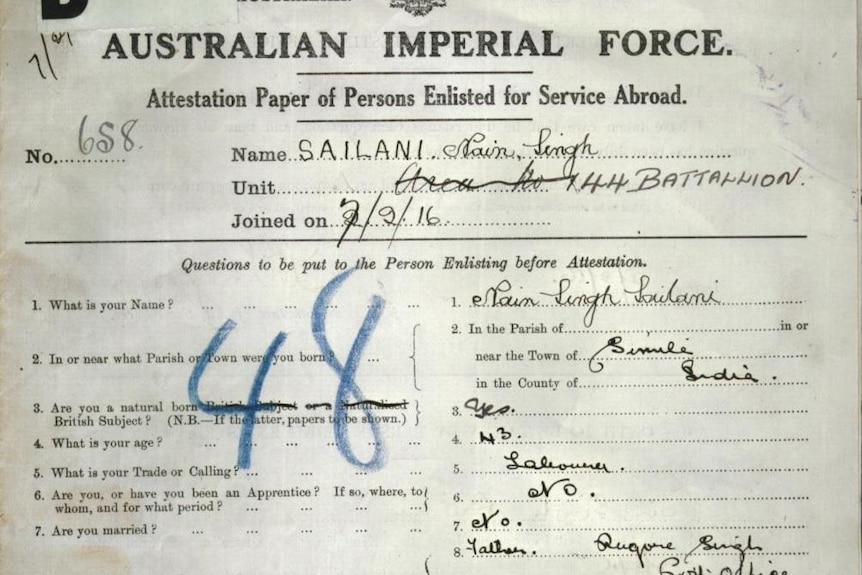 B
AUSTRALIAN IMPERIAL FORCE.
Attestation Paper of Persons Enlisted for Service Abroad.
No. 658.
Name SAILANI. Nain Singh
Unit Area No 44 BATTALLION.
Joined on 7/2/16.
Questions to be put to the Person Enlisting before Attestation.
1. What is your Name? ... ... ... ...
1. Nain Singh Sailani
2. In or near what Parish or Town were you born? ...
2. In the Parish of in or
near the Town of Simla
in the County of India.
48
3. Are you a natural born British Subject or a Naturalised
British Subject? (N.B.—If the latter, papers to be shown.)
3. Yes.
4. What is your age? ... ... ... ...
4. 43.
5. What is your Trade or Calling? ... ... ... ...
5. Labourer.
6. Are you, or have you been an Apprentice? If so, where, to
whom, and for what period? ... ... ... ...
6. No.
7. Are you married? ... ... ... ...
7. No.
8. Father. Singh